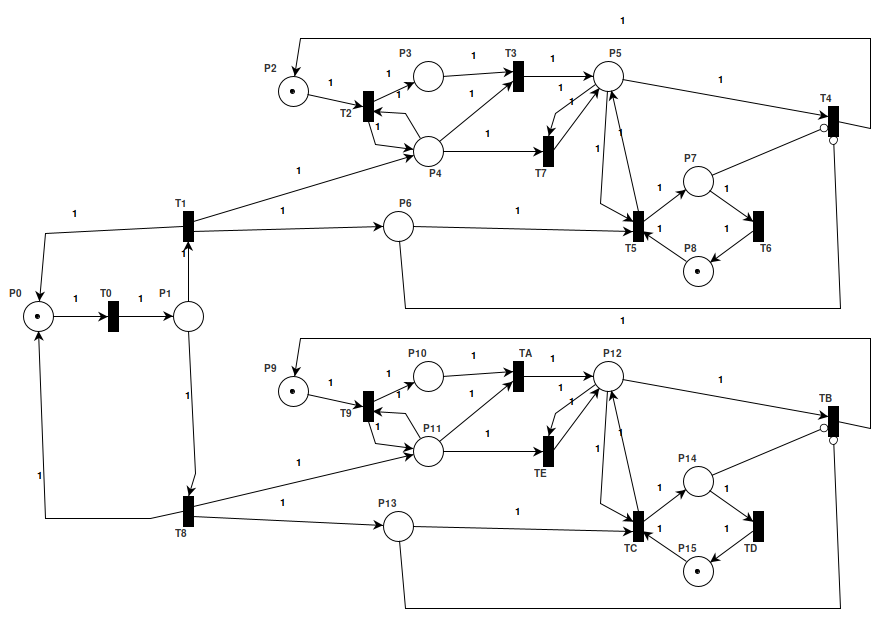 1
P3 1 T3 1 P5
P2 1 1 1 1 T4
T2 1 1 1
1 1 T7 1 1 P7
P4
1 1 1
T1 1 P6 1 1 1
1 T5 P8 T6
1
P0 1 T0 1 P1
1
P10 1 TA 1 P12
P9 1 1 1 1 TB
T9 1 1 1
1 P11 1 1 1 P14
1 1 TE
1 1 P13 1 1 1
1 1
T8 TC P15 TD